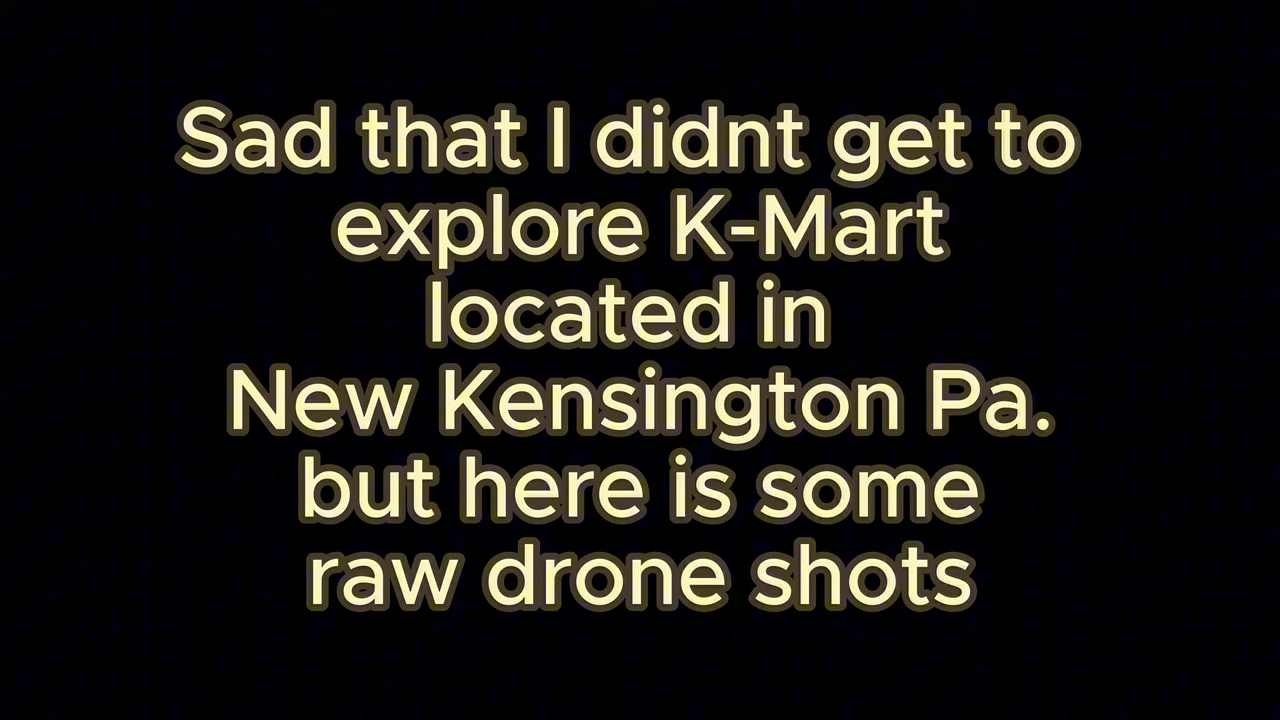 Sad that I didnt get to
explore K-Mart
located in
New Kensington Pa.
but here is some
raw drone shots